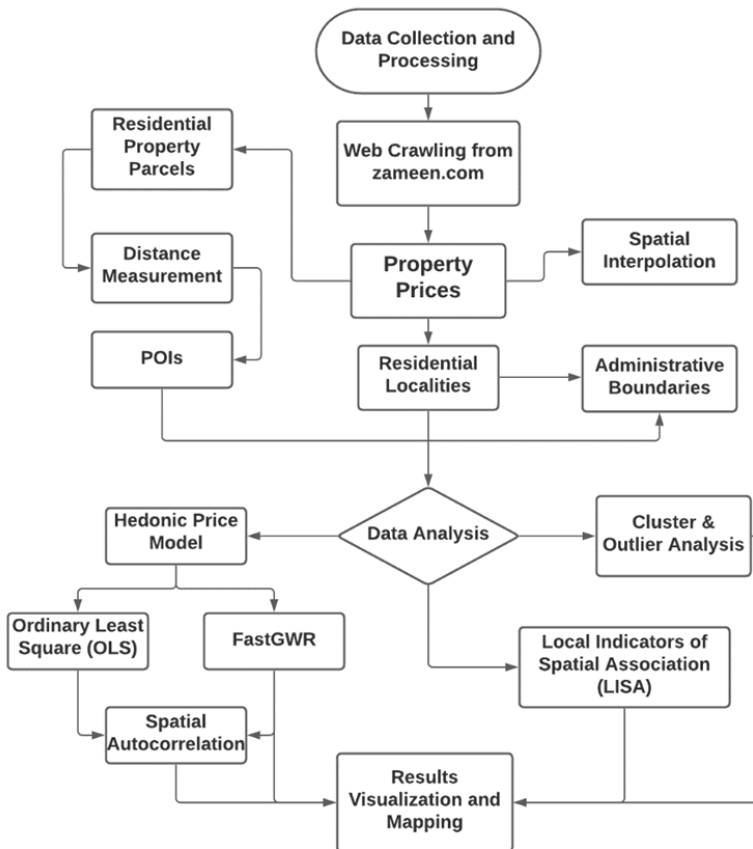 Data Collection and
Processing
Residential
Property
Parcels
Web Crawling from
zameen.com
Distance
Measurement
Property
Prices
Spatial
Interpolation
POIs
Residential
Localities
Administrative
Boundaries
Hedonic Price
Model
Data Analysis
Cluster &
Outlier Analysis
Ordinary Least
Square (OLS)
FastGWR
Local Indicators of
Spatial Association
(LISA)
Spatial
Autocorrelation
Results
Visualization and
Mapping